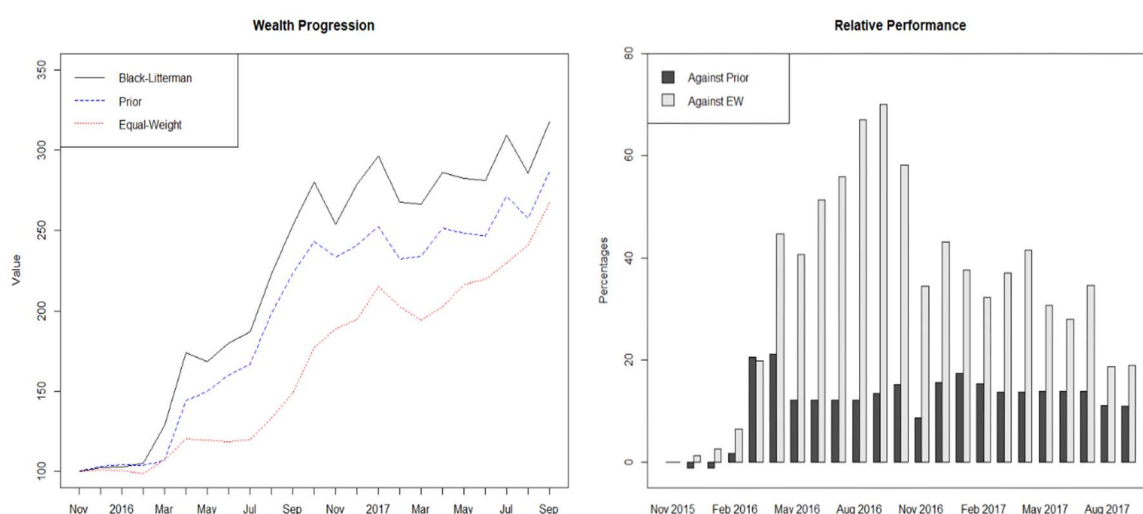 Wealth Progression
Black-Litterman
Prior
Equal-Weight
Value
350
300
250
200
150
100
Nov 2016 Mar May Jul Sep Nov 2017 Mar May Jul Sep
Relative Performance
Against Prior
Against EW
Percentages
80
60
40
20
0
Nov 2015 Feb 2016 May 2016 Aug 2016 Nov 2016 Feb 2017 May 2017 Aug 2017